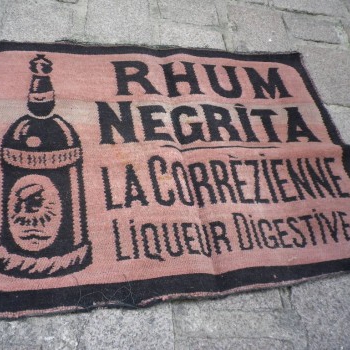 RHUM
NEGRITA
LA CORRÈZIENNE
LIQUEUR DIGESTIVE